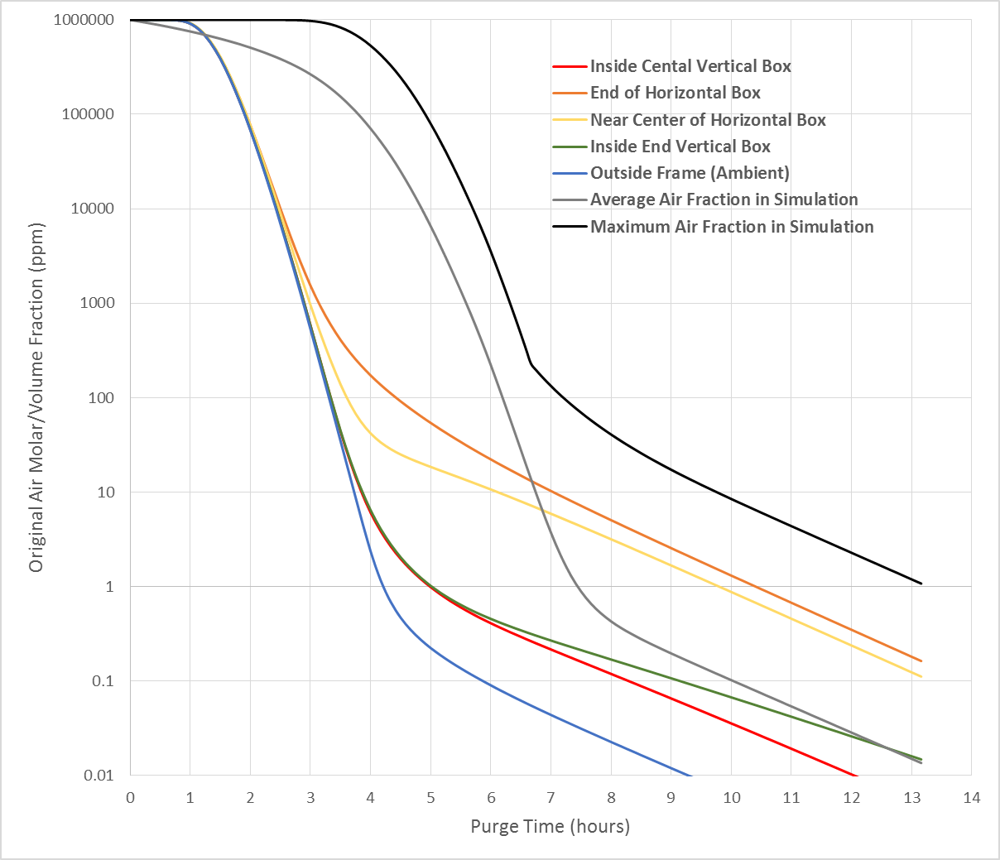 1000000
100000
10000
1000
100
10
1
0.1
0.01
Original Air Molar/Volume Fraction (ppm)
Inside Cental Vertical Box
End of Horizontal Box
Near Center of Horizontal Box
Inside End Vertical Box
Outside Frame (Ambient)
Average Air Fraction in Simulation
Maximum Air Fraction in Simulation
0 1 2 3 4 5 6 7 8 9 10 11 12 13 14
Purge Time (hours)